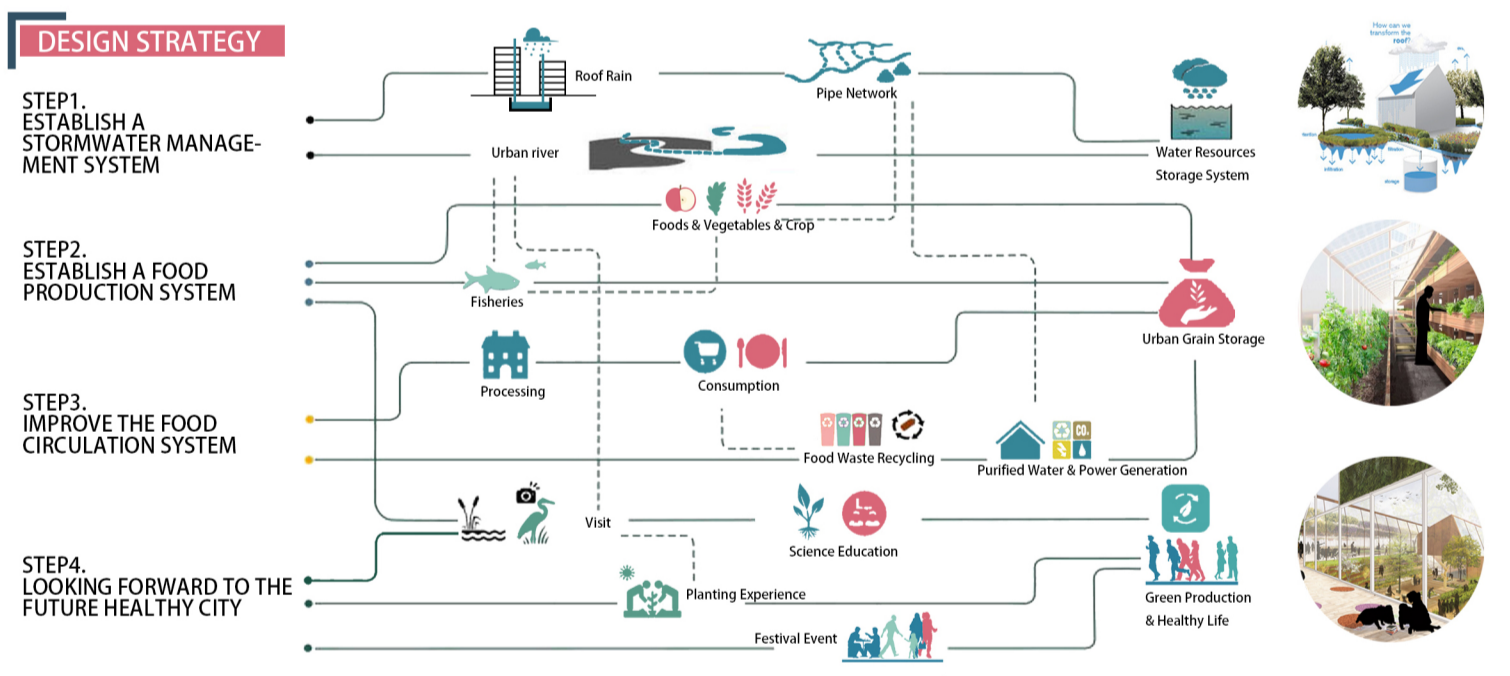 DESIGN STRATEGY
STEP1.
ESTABLISH A
STORMWATER MANAGE-
MENT SYSTEM
Roof Rain
Pipe Network
Urban river
Water Resources
Storage System
How can we
transform the
roof?
infiltration
storage
STEP2.
ESTABLISH A FOOD
PRODUCTION SYSTEM
Foods & Vegetables & Crop
Fisheries
Urban Grain Storage
STEP3.
IMPROVE THE FOOD
CIRCULATION SYSTEM
Processing
Consumption
Food Waste Recycling
CO₂
Purified Water & Power Generation
STEP4.
LOOKING FORWARD TO THE
FUTURE HEALTHY CITY
Visit
Science Education
Planting Experience
Festival Event
Green Production
& Healthy Life